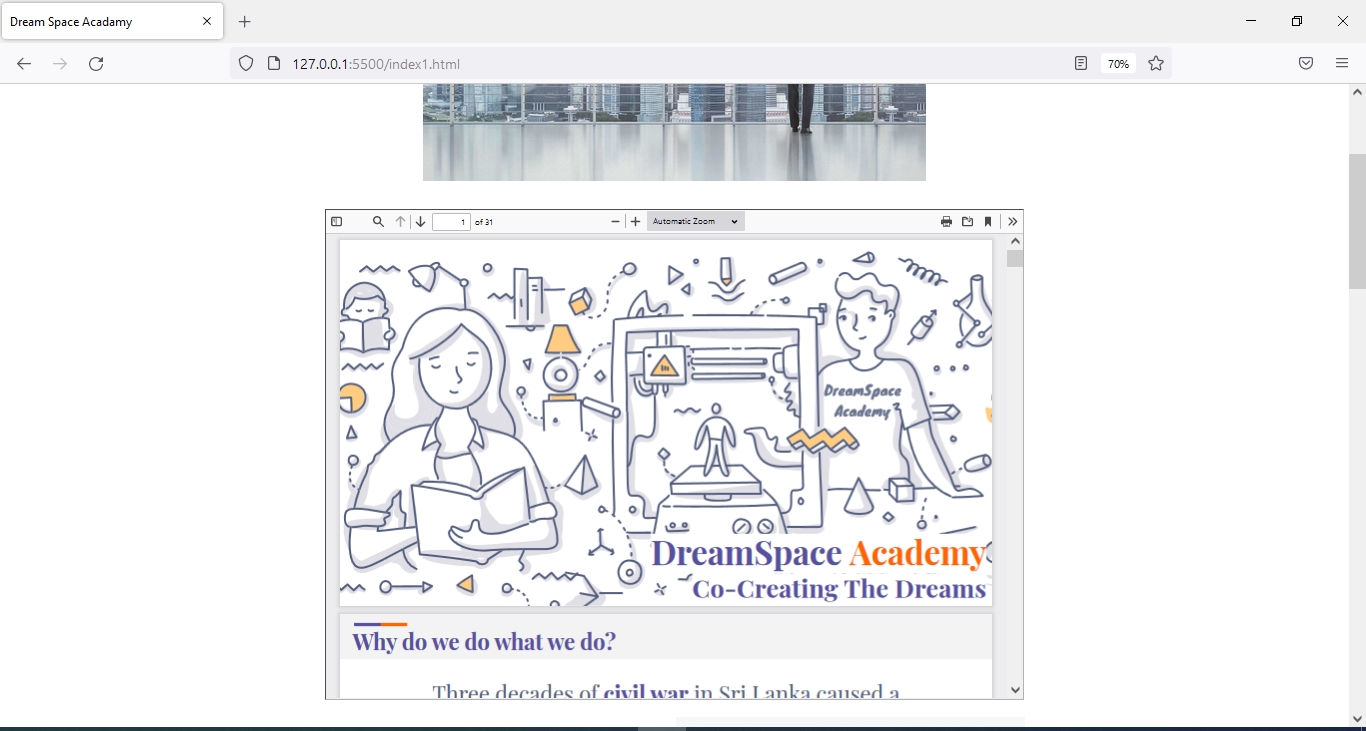 Dream Space Acadamy
127.0.0.1:5500/index1.html
70%
1 of 31
Automatic Zoom
DreamSpace
Academy
DreamSpace Academy
Co-Creating The Dreams
Why do we do what we do?
Three decades of civil war in Sri Lanka caused a